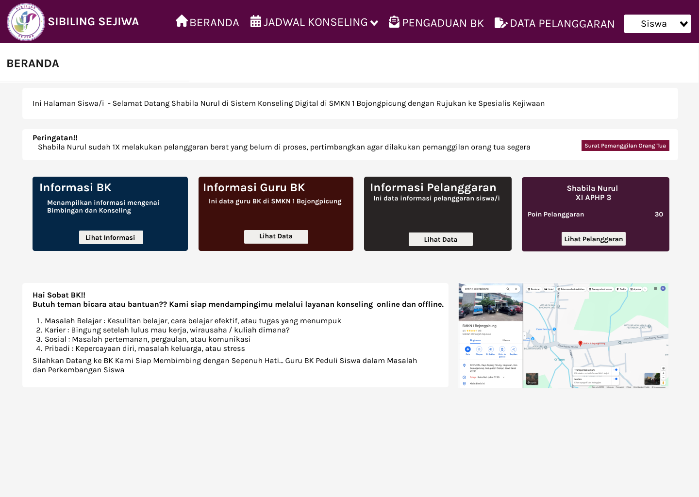 SIBILING SEJIWA
BERANDA
JADWAL KONSELING
PENGADUAN BK
DATA PELANGGARAN
Siswa
BERANDA
Ini Halaman Siswa/i - Selamat Datang Shabila Nurul di Sistem Konseling Digital di SMKN 1 Bojongpicung dengan Rujukan ke Spesialis Kejiwaan
Peringatan!!
Shabila Nurul sudah 1X melakukan pelanggaran berat yang belum di proses, pertimbangkan agar dilakukan pemanggilan orang tua segera
Surat Pemanggilan Orang Tua
Informasi BK
Menampilkan informasi mengenai
Bimbingan dan Konseling
Lihat Informasi
Informasi Guru BK
Ini data guru BK di SMKN 1 Bojongpicung
Lihat Data
Informasi Pelanggaran
Ini data informasi pelanggaran siswa/i
Lihat Data
Shabila Nurul
XI APHP 3
Poin Pelanggaran 30
Lihat Pelanggaran
Hai Sobat BK!!
Butuh teman bicara atau bantuan?? Kami siap mendampingimu melalui layanan konseling online dan offline.
1. Masalah Belajar : Kesulitan belajar, cara belajar efektif, atau tugas yang menumpuk
2. Karier : Bingung setelah lulus mau kerja, wirausaha / kuliah dimana?
3. Sosial : Masalah pertemanan, pergaulan, atau komunikasi
4. Pribadi : Kepercayaan diri, masalah keluarga, atau stress
Silahkan Datang ke BK Kami Siap Membimbing dengan Sepenuh Hati... Guru BK Peduli Siswa dalam Masalah
dan Perkembangan Siswa